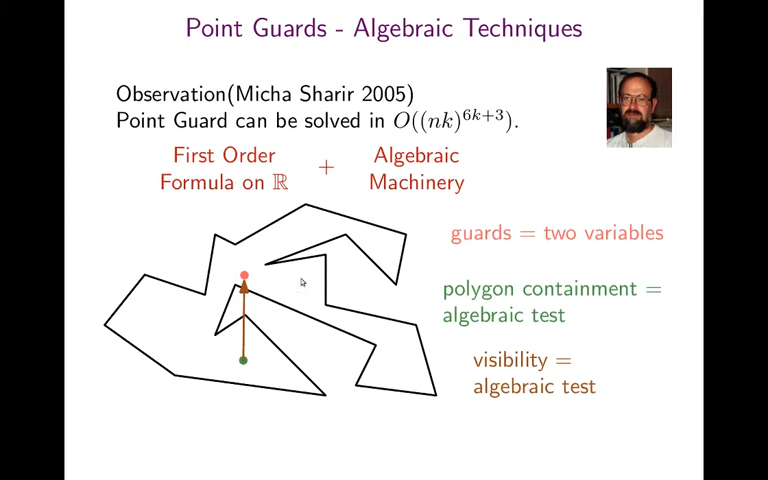 Point Guards - Algebraic Techniques
Observation(Micha Sharir 2005)
Point Guard can be solved in O((nk)^{6k+3}).
First Order
Formula on ℝ
+
Algebraic
Machinery
guards = two variables
polygon containment =
algebraic test
visibility =
algebraic test